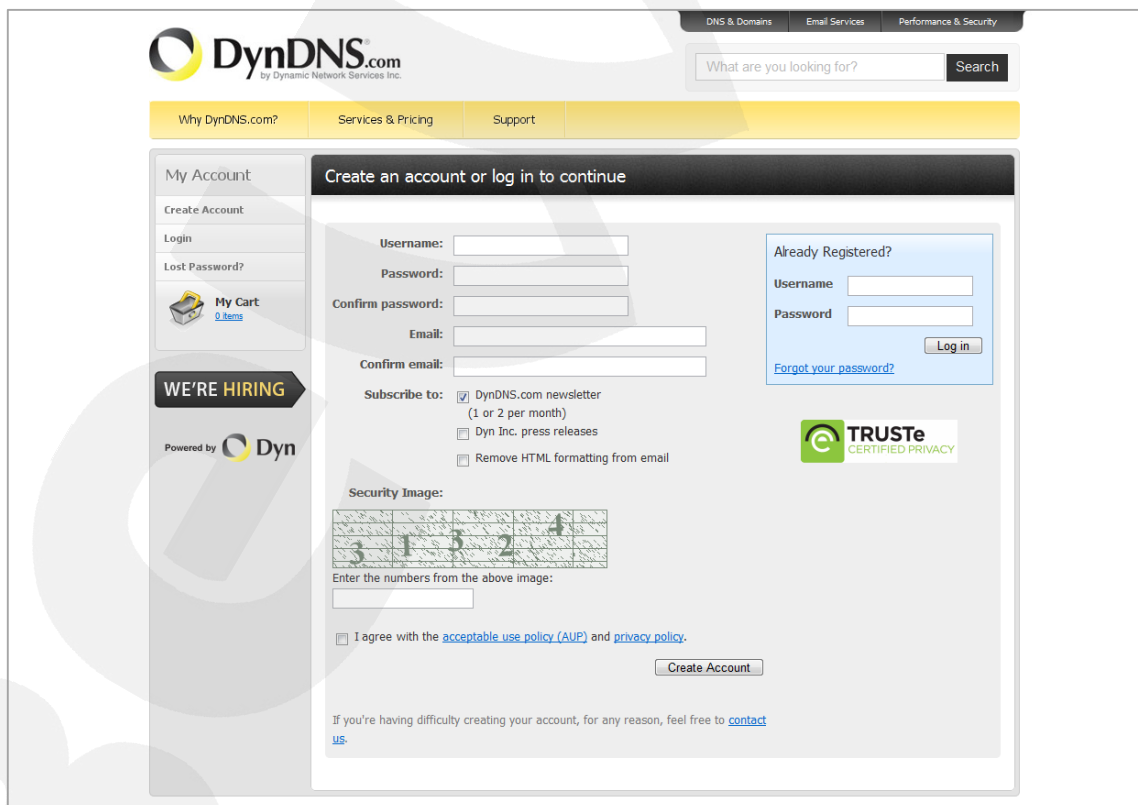 DNS & Domains Email Services Performance & Security
DynDNS.com
by Dynamic Network Services Inc.
What are you looking for? Search
Why DynDNS.com? Services & Pricing Support
My Account
Create Account
Login
Lost Password?
My Cart
0 items
WE'RE HIRING
Powered by Dyn
Create an account or log in to continue
Username:
Password:
Confirm password:
Email:
Confirm email:
Subscribe to: DynDNS.com newsletter
(1 or 2 per month)
Dyn Inc. press releases
Remove HTML formatting from email
Security Image:
3 1 3 2 4
Enter the numbers from the above image:
I agree with the acceptable use policy (AUP) and privacy policy.
Create Account
If you're having difficulty creating your account, for any reason, feel free to contact
us.
Already Registered?
Username
Password
Log in
Forgot your password?
TRUSTe
CERTIFIED PRIVACY